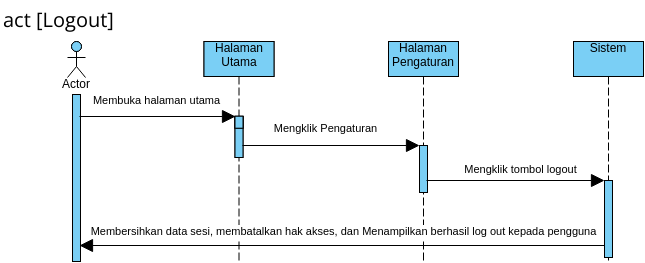 act [Logout]
Halaman
Utama
Halaman
Pengaturan
Sistem
Actor
Membuka halaman utama
Mengklik Pengaturan
Mengklik tombol logout
Membersihkan data sesi, membatalkan hak akses, dan Menampilkan berhasil log out kepada pengguna